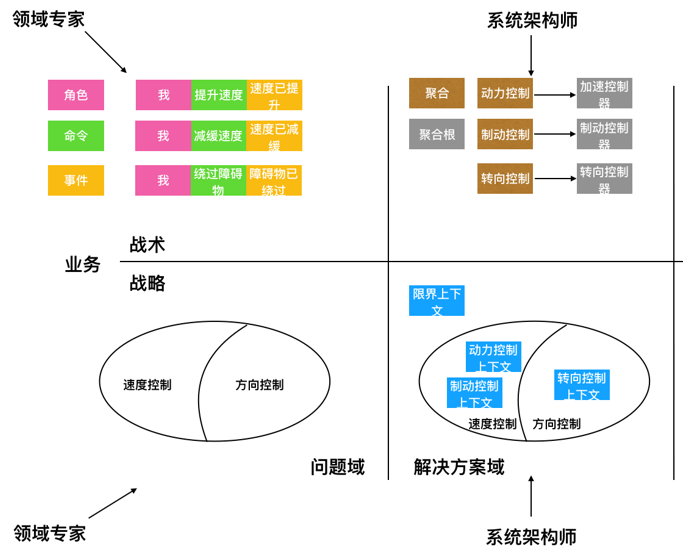 领域专家
系统架构师
角色
我
提升速度
速度已提
升
聚合
动力控制
加速控制
器
命令
我
减缓速度
速度已减
缓
聚合根
制动控制
制动控制
器
事件
我
绕过障碍
物
障碍物已
绕过
转向控制
转向控制
器
战术
业务
战略
限界上下
文
速度控制
方向控制
动力控制
上下文
制动控制
上下文
转向控制
上下文
速度控制
方向控制
问题域
解决方案域
领域专家
系统架构师